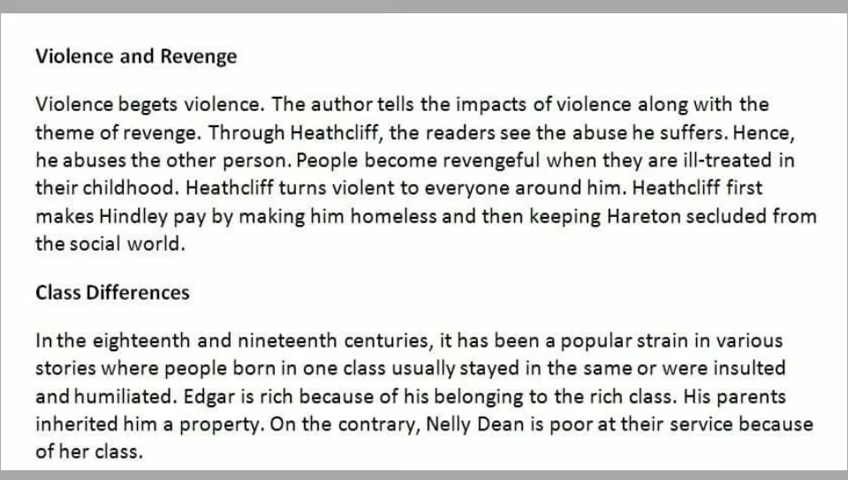 Violence and Revenge
Violence begets violence. The author tells the impacts of violence along with the
theme of revenge. Through Heathcliff, the readers see the abuse he suffers. Hence,
he abuses the other person. People become revengeful when they are ill-treated in
their childhood. Heathcliff turns violent to everyone around him. Heathcliff first
makes Hindley pay by making him homeless and then keeping Hareton secluded from
the social world.
Class Differences
In the eighteenth and nineteenth centuries, it has been a popular strain in various
stories where people born in one class usually stayed in the same or were insulted
and humiliated. Edgar is rich because of his belonging to the rich class. His parents
inherited him a property. On the contrary, Nelly Dean is poor at their service because
of her class.